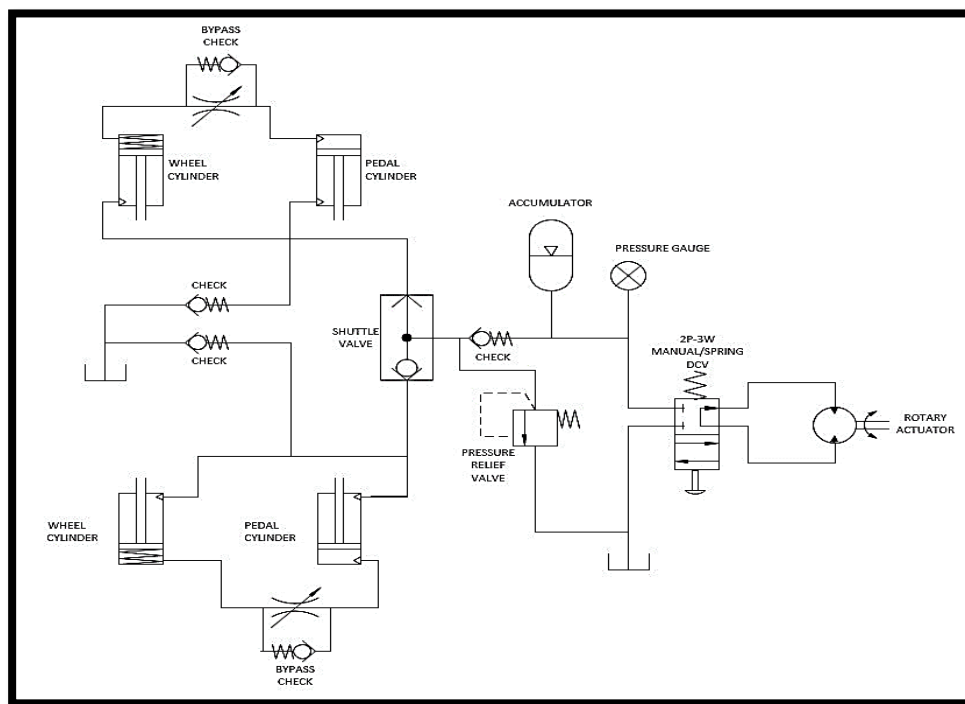 BYPASS
CHECK
WHEEL
CYLINDER
PEDAL
CYLINDER
ACCUMULATOR
PRESSURE GAUGE
CHECK
SHUTTLE
VALVE
CHECK
CHECK
2P-3W
MANUAL/SPRING
DCV
ROTARY
ACTUATOR
PRESSURE
RELIEF
VALVE
WHEEL
CYLINDER
PEDAL
CYLINDER
BYPASS
CHECK